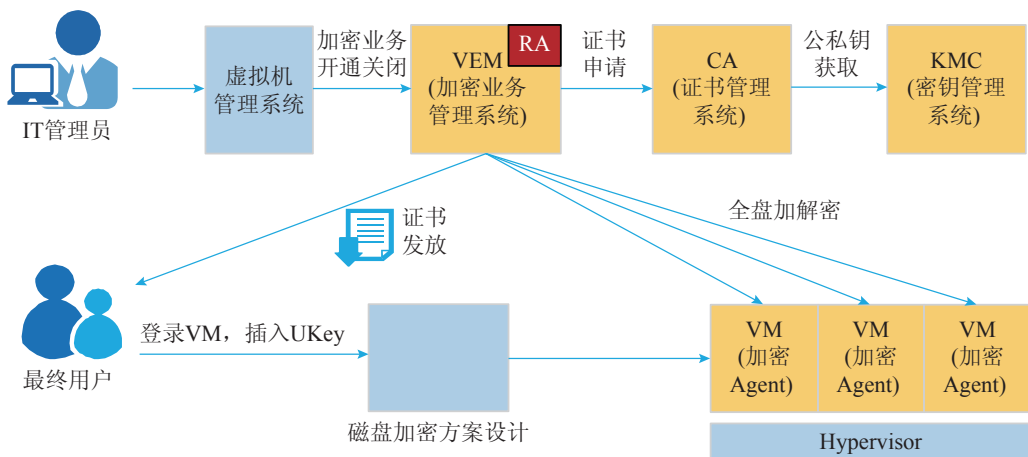 IT管理员
虚拟机
管理系统
加密业务
开通关闭
VEM
RA
(加密业务
管理系统)
证书
申请
CA
(证书管理
系统)
公私钥
获取
KMC
(密钥管理
系统)
证书
发放
全盘加解密
最终用户
登录VM，插入UKey
磁盘加密方案设计
VM
(加密
Agent)
VM
(加密
Agent)
VM
(加密
Agent)
Hypervisor